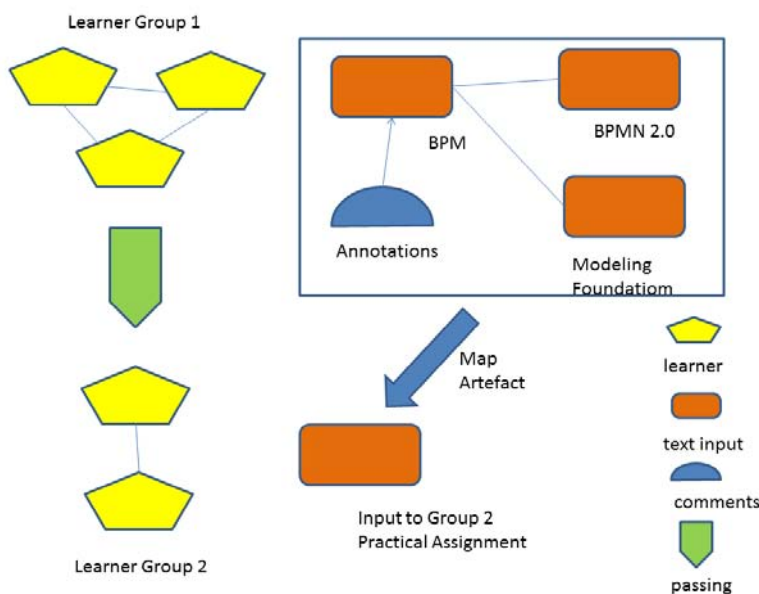 Learner Group 1
BPM
BPMN 2.0
Annotations
Modeling
Foundatiom
Map
Artefact
learner
text input
Input to Group 2
Practical Assignment
comments
Learner Group 2
passing